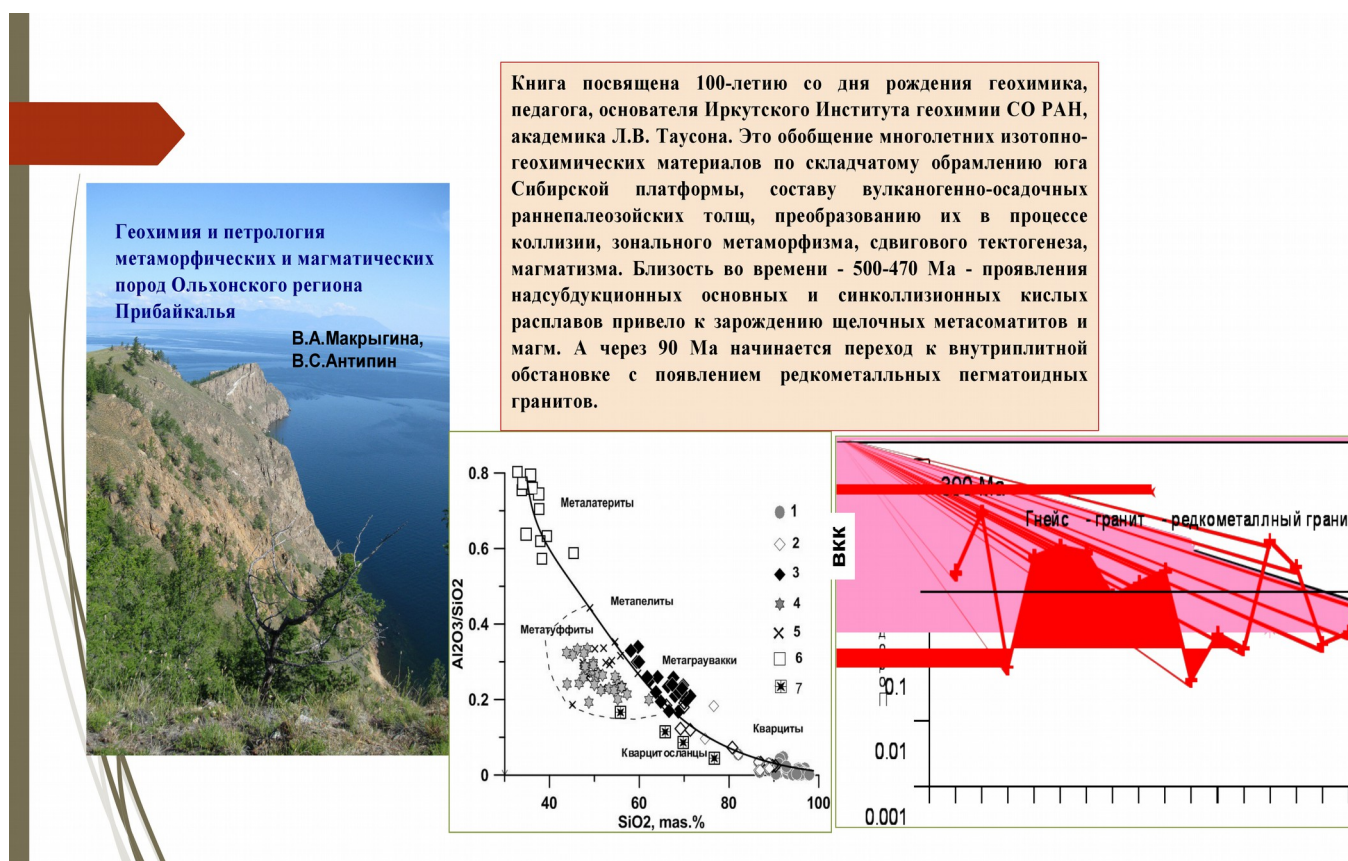 Книга посвящена 100-летию со дня рождения геохимика,
педагога, основателя Иркутского Института геохимии СО РАН,
академика Л.В. Таусона. Это обобщение многолетних изотопно-
геохимических материалов по складчатому обрамлению юга
Сибирской платформы, составу вулканогенно-осадочных
раннепалеозойских толщ, преобразованию их в процессе
коллизии, зонального метаморфизма, сдвигового тектогенеза,
магматизма. Близость во времени - 500-470 Ма - проявления
надсубдукционных основных и синколлизионных кислых
расплавов привело к зарождению щелочных метасоматитов и
магм. А через 90 Ма начинается переход к внутриплитной
обстановке с появлением редкометалльных пегматоидных
гранитов.
Геохимия и петрология
метаморфических и магматических
пород Ольхонского региона
Прибайкалья
В.А.Макрыгина,
В.С.Антипин
Al2O3/SiO2
0.8
0.6
0.4
0.2
0
40
60
80
100
SiO2, mas.%
Металатериты
Метапелиты
Метатуффиты
Метаграувакки
Кварциты
Кварцитосланцы
1
2
3
4
5
6
7
ВКК
Ма
Гнейс - гранит - редкометаллный грани
0.1
0.01
0.001